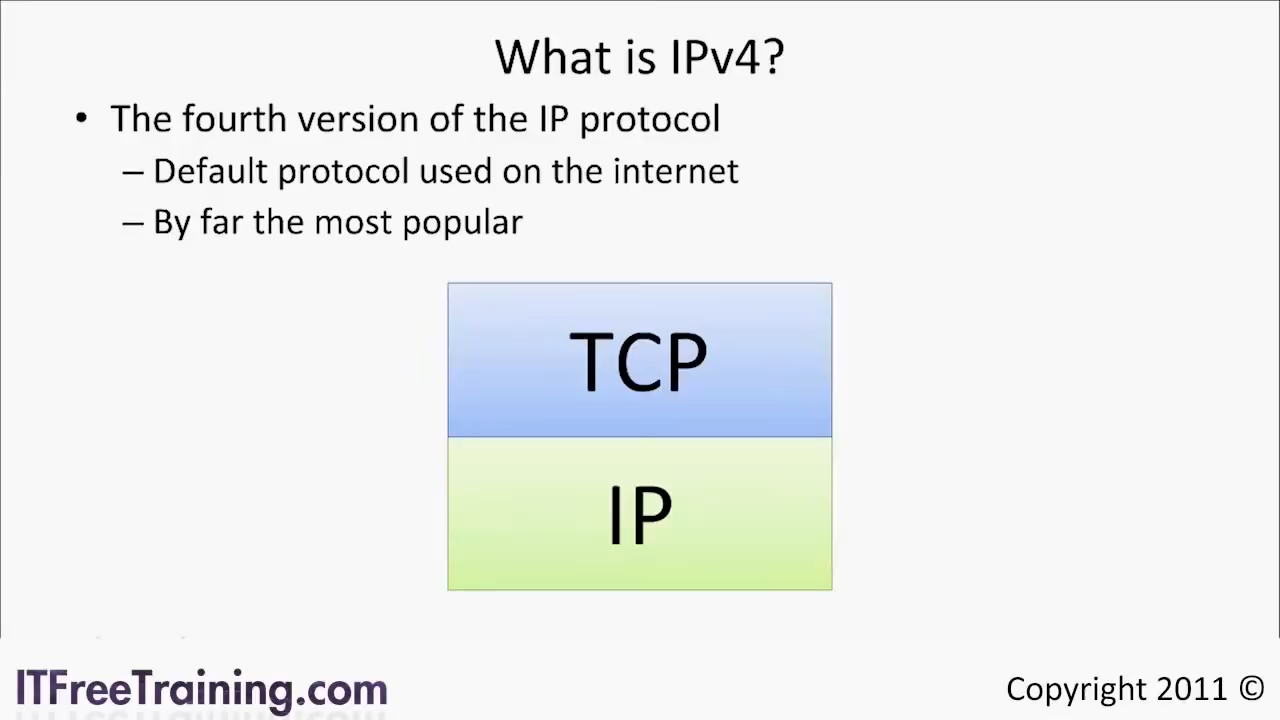 What is IPv4?
• The fourth version of the IP protocol
– Default protocol used on the internet
– By far the most popular
TCP
IP
ITFreeTraining.com
Copyright 2011 ©